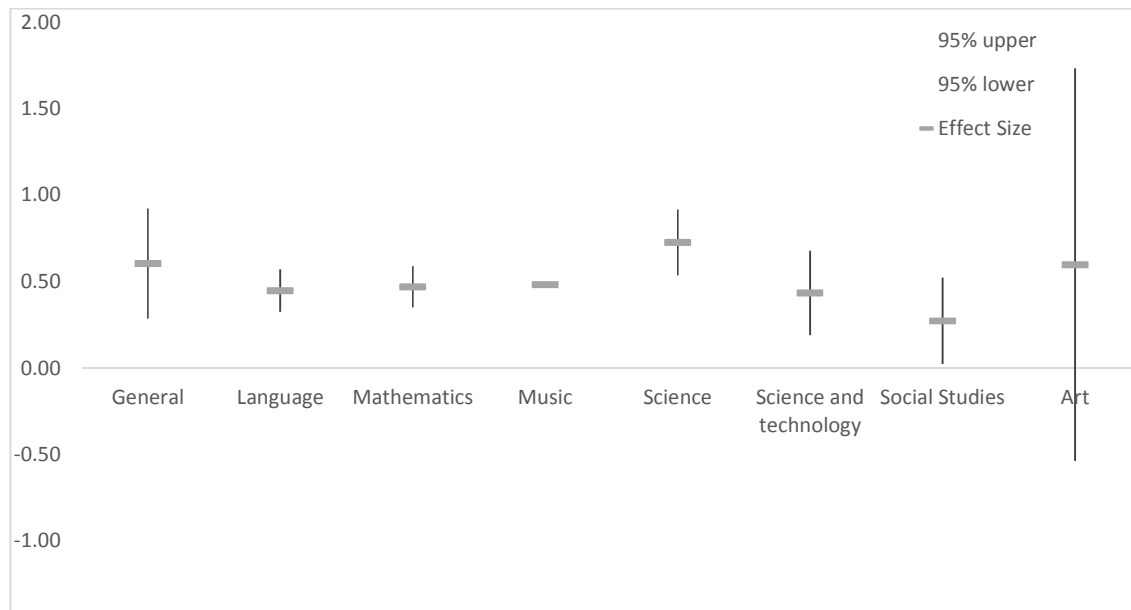 2.00
95% upper
95% lower
Effect Size
1.50
1.00
0.50
0.00
General Language Mathematics Music Science Science and Social Studies Art
technology
-0.50
-1.00